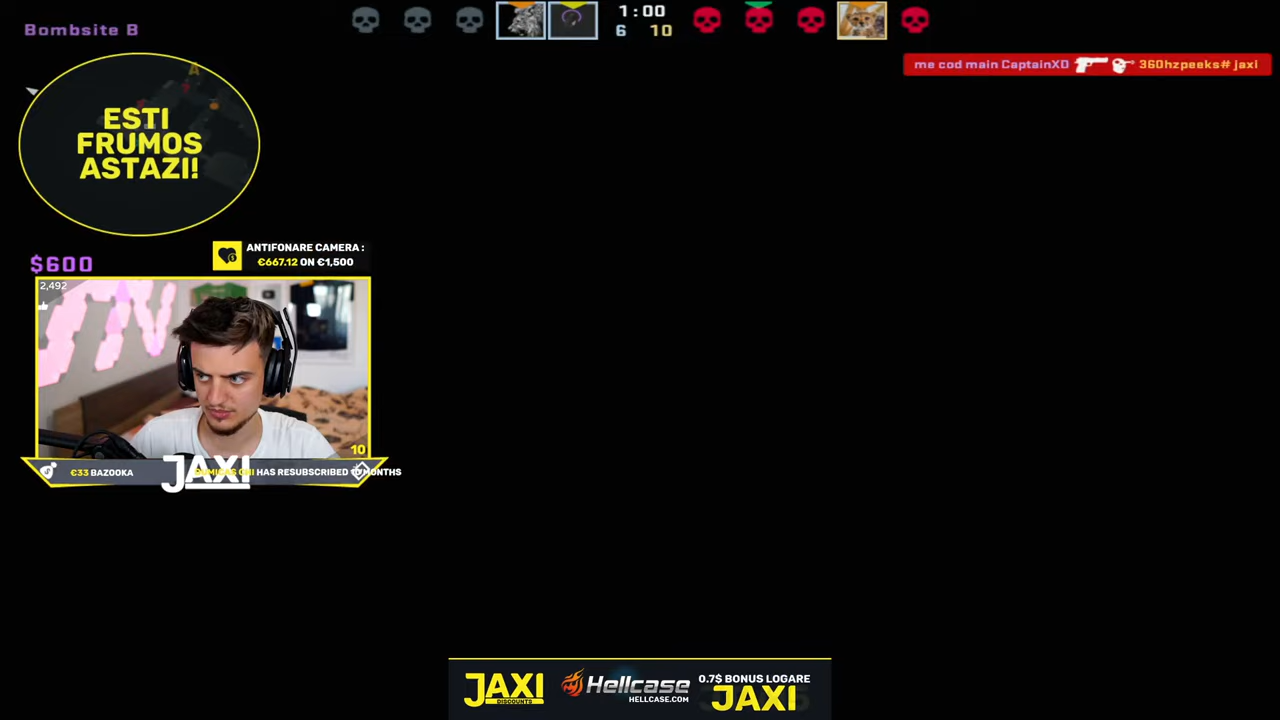 Bombsite B
1:00
6 10
me cod main CaptainXD 360hzpeeks# jaxi
A
ESTI
FRUMOS
ASTAZI!
$600
ANTIFONARE CAMERA :
€667.12 ON €1,500
2,492
10
€33 BAZOOKA
JAXI
HAS RESUBSCRIBED MONTHS
JAXI
DISCOUNTS
Hellcase
HELLCASE.COM
0.7$ BONUS LOGARE
JAXI